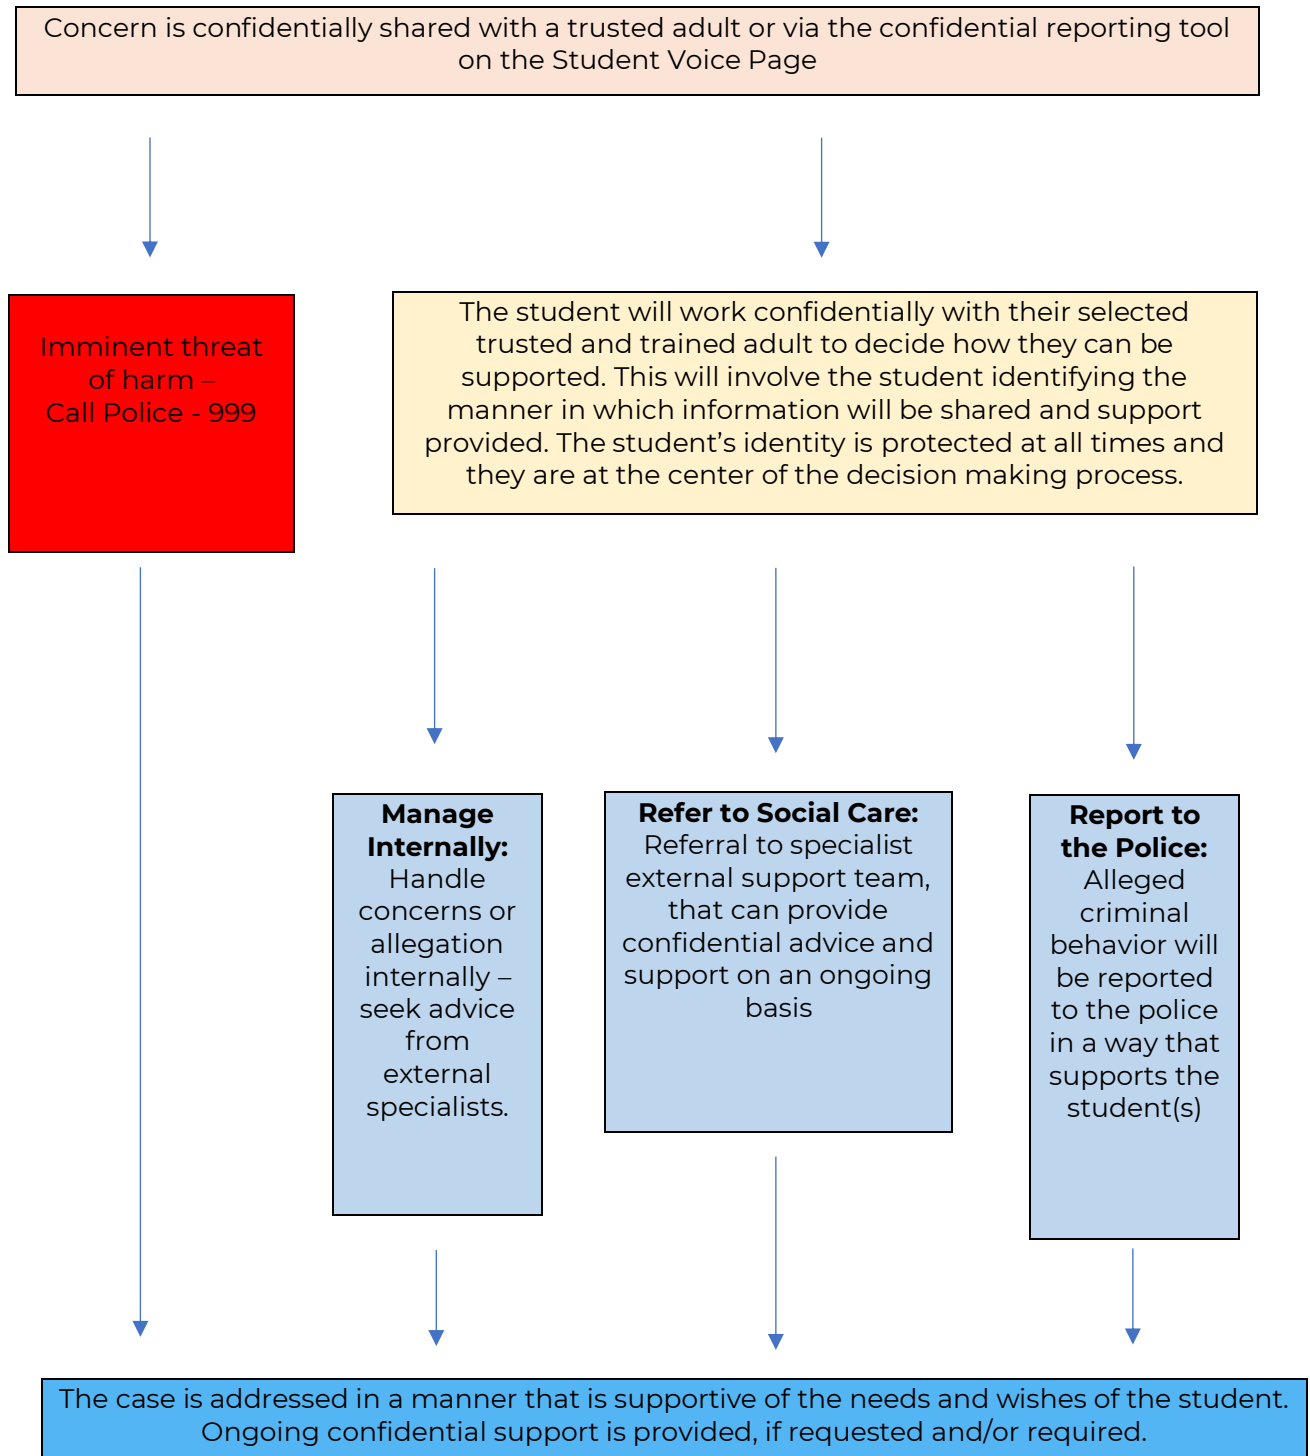 Concern is confidentially shared with a trusted adult or via the confidential reporting tool
on the Student Voice Page
Imminent threat
of harm –
Call Police - 999
The student will work confidentially with their selected
trusted and trained adult to decide how they can be
supported. This will involve the student identifying the
manner in which information will be shared and support
provided. The student’s identity is protected at all times and
they are at the center of the decision making process.
Manage
Internally:
Handle
concerns or
allegation
internally –
seek advice
from
external
specialists.
Refer to Social Care:
Referral to specialist
external support team,
that can provide
confidential advice and
support on an ongoing
basis
Report to
the Police:
Alleged
criminal
behavior will
be reported
to the police
in a way that
supports the
student(s)
The case is addressed in a manner that is supportive of the needs and wishes of the student.
Ongoing confidential support is provided, if requested and/or required.